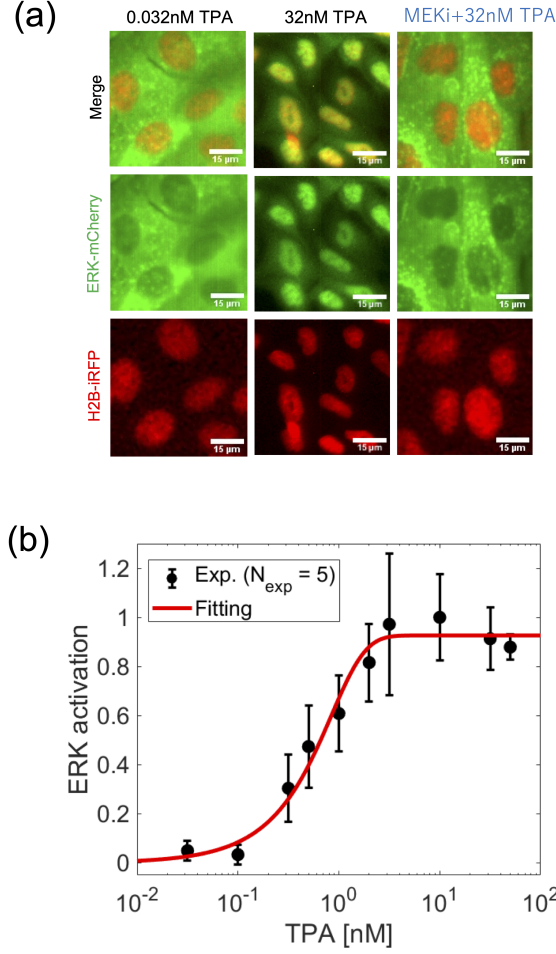 (a)
0.032nM TPA 32nM TPA MEKi+32nM TPA
Merge
15 μm 15 μm 15 μm
ERK-mCherry
15 μm 15 μm 15 μm
H2B-iRFP
15 μm 15 μm 15 μm
(b)
1.2
1
0.8
0.6
0.4
0.2
0
ERK activation
Exp. (N_exp = 5)
Fitting
10^-2 10^-1 10^0 10^1 10^2
TPA [nM]